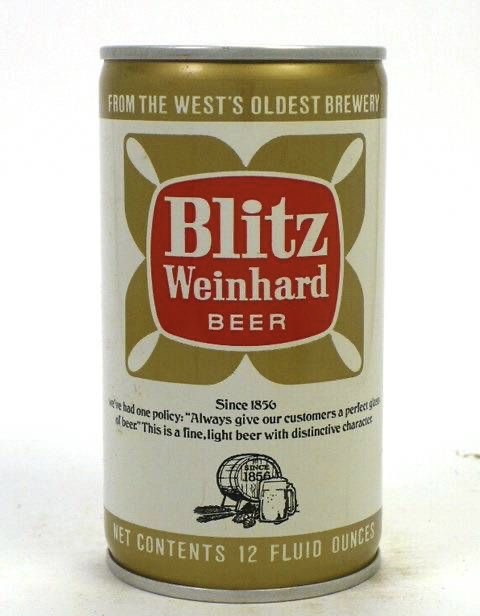 FROM THE WEST'S OLDEST BREWERY
Blitz
Weinhard
BEER
Since 1856
we've had one policy: "Always give our customers a perfect glass
of beer." This is a fine, light beer with distinctive character.
SINCE
1856
NET CONTENTS 12 FLUID OUNCES